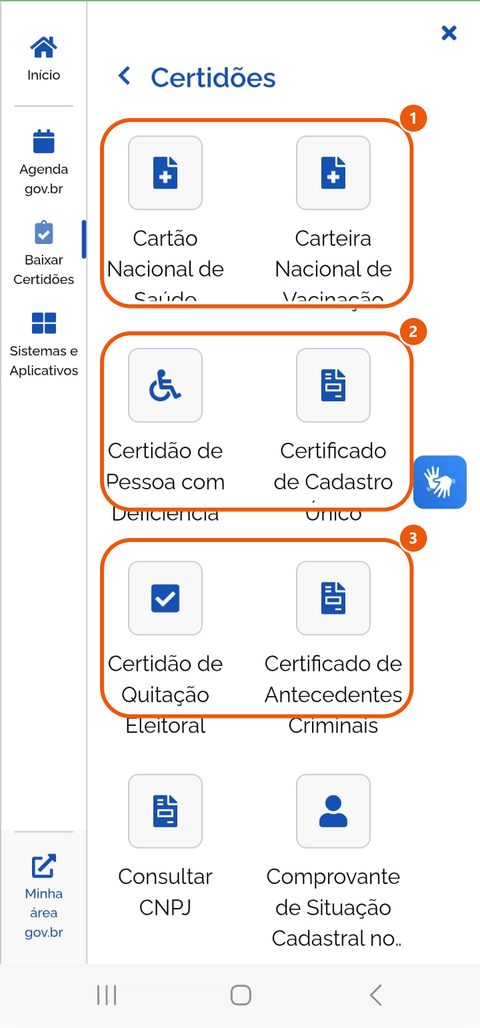 Certidões
Início
Agenda
gov.br
Baixar
Certidões
Sistemas e
Aplicativos
1
Cartão
Nacional de
Saúde
Carteira
Nacional de
Vacinação
2
Certidão de
Pessoa com
Deficiência
Certificado
de Cadastro
Único
3
Certidão de
Quitação
Eleitoral
Certificado de
Antecedentes
Criminais
Consultar
CNPJ
Comprovante
de Situação
Cadastral no..
Minha
área
gov.br